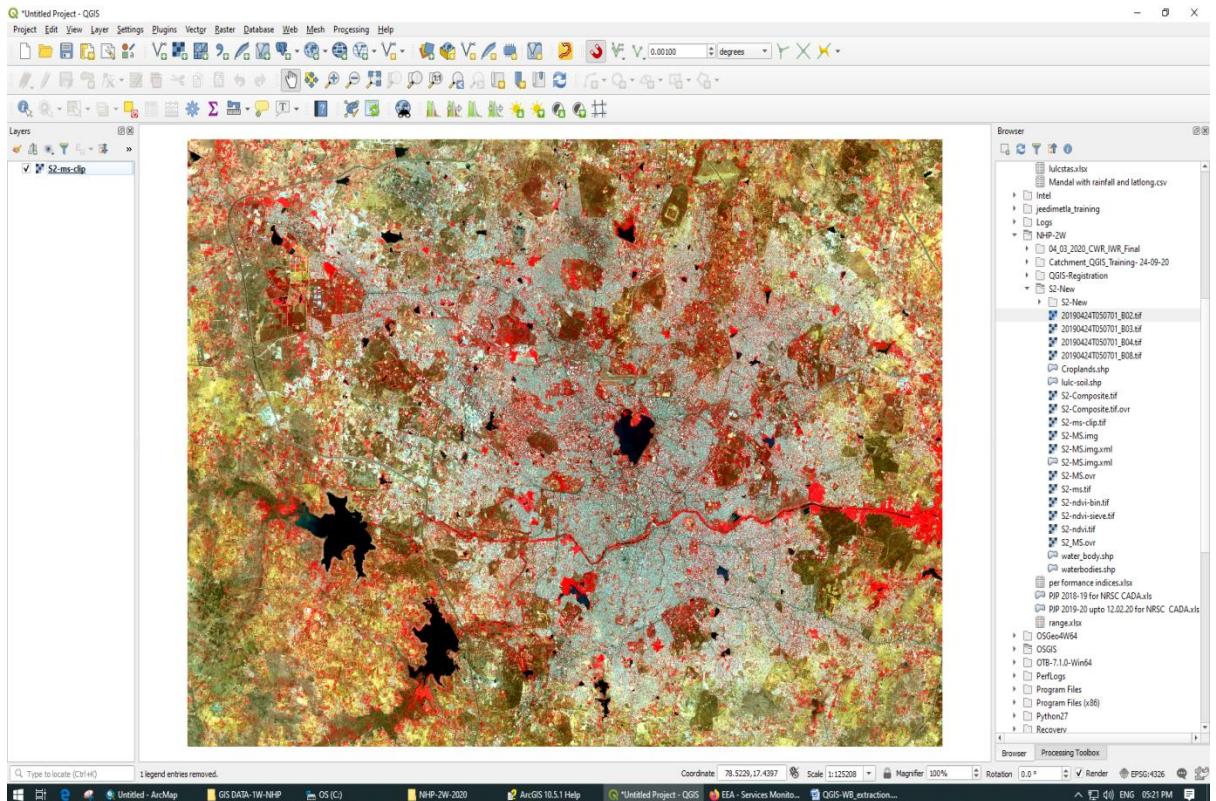 *Untitled Project - QGIS
Project Edit View Layer Settings Plugins Vector Raster Database Web Mesh Processing Help
0.00100 degrees
Layers
S2-ms-clip
Browser
lulcstas.xlsx
Mandal with rainfall and latlong.csv
Intel
jeedimetla_training
Logs
NHP-2W
04_03_2020_CWR_IWR_Final
Catchment_QGIS_Training- 24-09-20
QGIS-Registration
S2-New
S2-New
20190424T050701_B02.tif
20190424T050701_B03.tif
20190424T050701_B04.tif
20190424T050701_B08.tif
Croplands.shp
lulc-soil.shp
S2-Composite.tif
S2-Composite.tif.ovr
S2-ms-clip.tif
S2-MS.img
S2-MS.img.xml
S2-MS.img.xml
S2-MS.ovr
S2-ms.tif
S2-ndvi-bin.tif
S2-ndvi-sieve.tif
S2-ndvi.tif
S2_MS.ovr
water_body.shp
waterbodies.shp
per formance indices.xlsx
PJP 2018-19 for NRSC CADA.xls
PJP 2019-20 upto 12.02.20 for NRSC CADA.xls
range.xlsx
OSGeo4W64
OSGIS
OTB-7.1.0-Win64
PerfLogs
Program Files
Program Files (x86)
Python27
Recovery
Browser Processing Toolbox
Type to locate (Ctrl+K) 1 legend entries removed. Coordinate 78.5229,17.4397 Scale 1:125208 Magnifier 100% Rotation 0.0 ° Render EPSG:4326
Untitled - ArcMap GIS DATA-1W-NHP OS (C:) NHP-2W-2020 ArcGIS 10.5.1 Help *Untitled Project - QGIS EEA - Services Monito... QGIS-WB_extraction.... ENG 05:21 PM